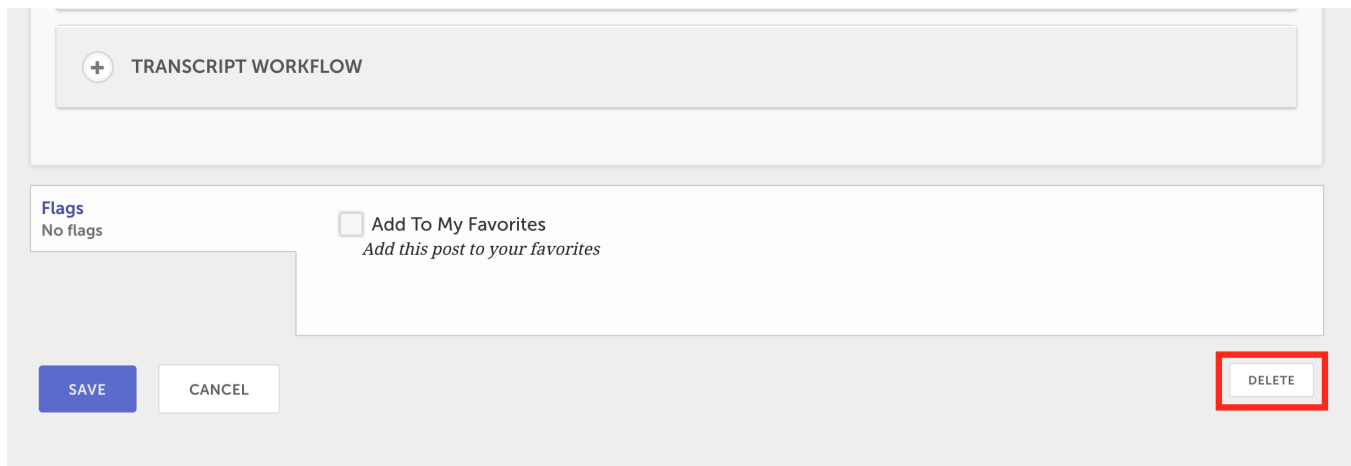 TRANSCRIPT WORKFLOW
Flags
No flags
Add To My Favorites
Add this post to your favorites
SAVE
CANCEL
DELETE